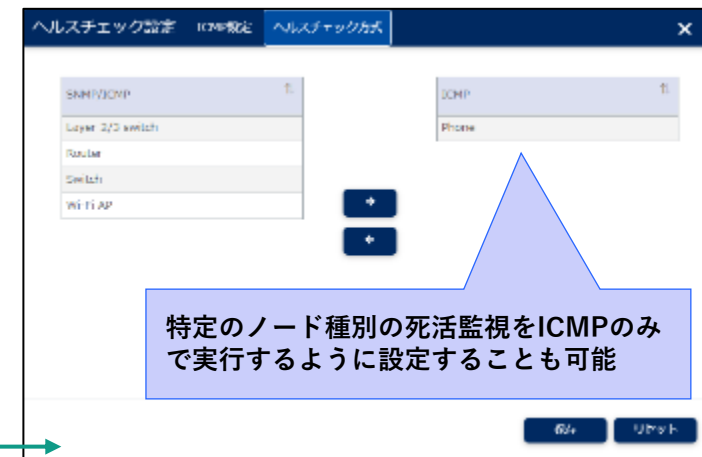 ヘルスチェック設定 ICMP設定 ヘルスチェック方式
SNMP/ICMP
ICMP
Layer 2/3 switch
Phone
Router
Switch
Wi-Fi AP
特定のノード種別の死活監視をICMPのみ
で実行するように設定することも可能
保存 リセット